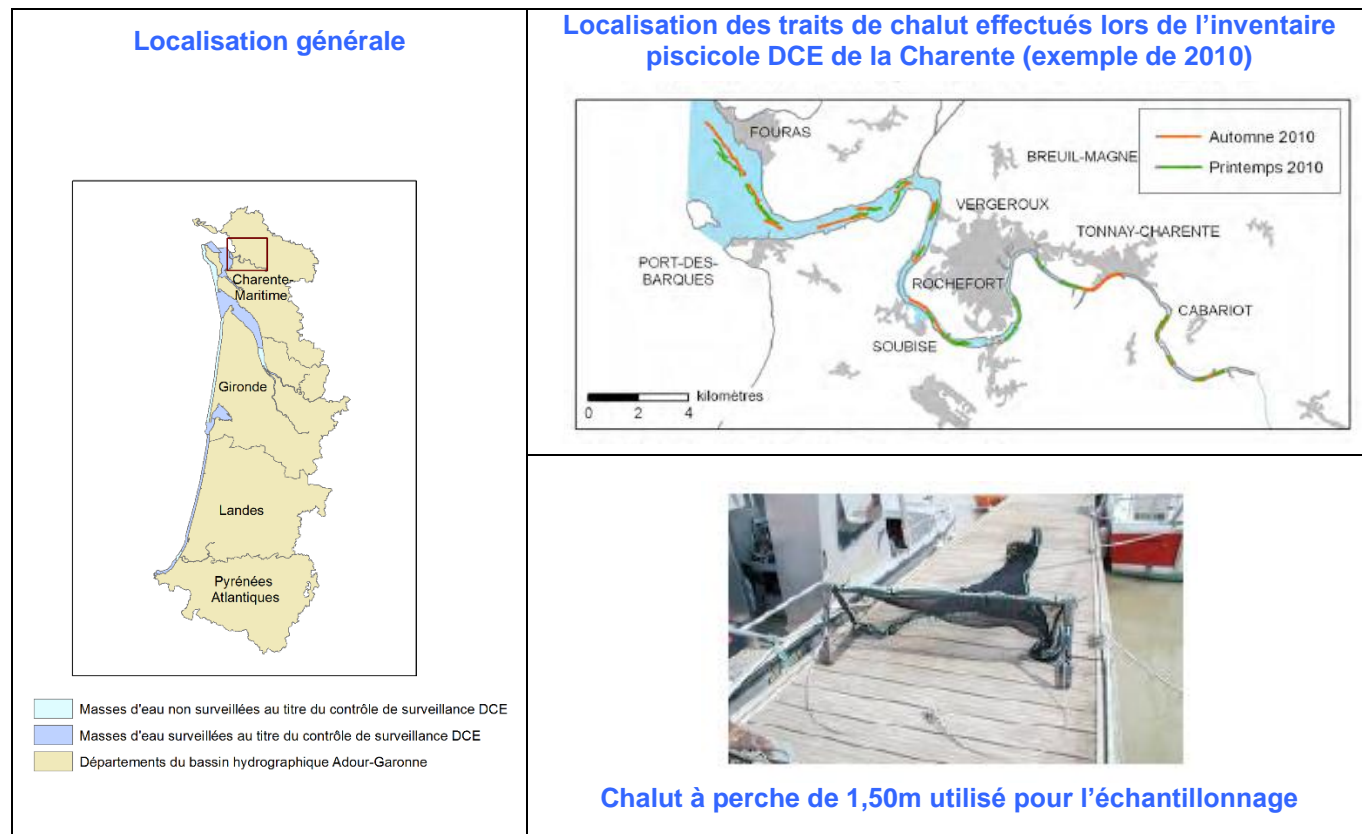 Localisation générale
Charente-
Maritime
Gironde
Landes
Pyrénées
Atlantiques
Masses d'eau non surveillées au titre du contrôle de surveillance DCE
Masses d'eau surveillées au titre du contrôle de surveillance DCE
Départements du bassin hydrographique Adour-Garonne
Localisation des traits de chalut effectués lors de l'inventaire
piscicole DCE de la Charente (exemple de 2010)
FOURAS
Automne 2010
BREUIL-MAGNE
Printemps 2010
VERGEROUX
TONNAY-CHARENTE
PORT-DES-
BARQUES
ROCHEFORT
CABARIOT
SOUBISE
kilomètres
0 2 4
Chalut à perche de 1,50m utilisé pour l'échantillonnage